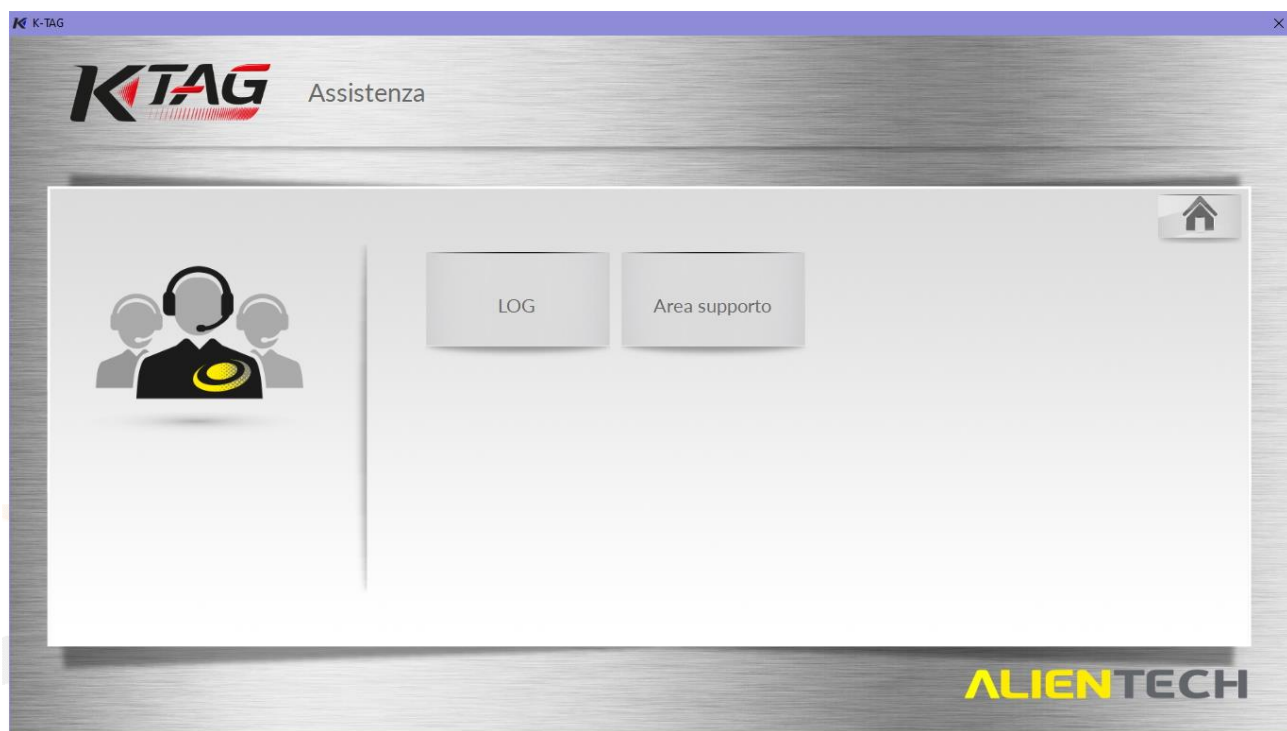 K-TAG
KTAG
Assistenza
LOG
Area supporto
ALIENTECH